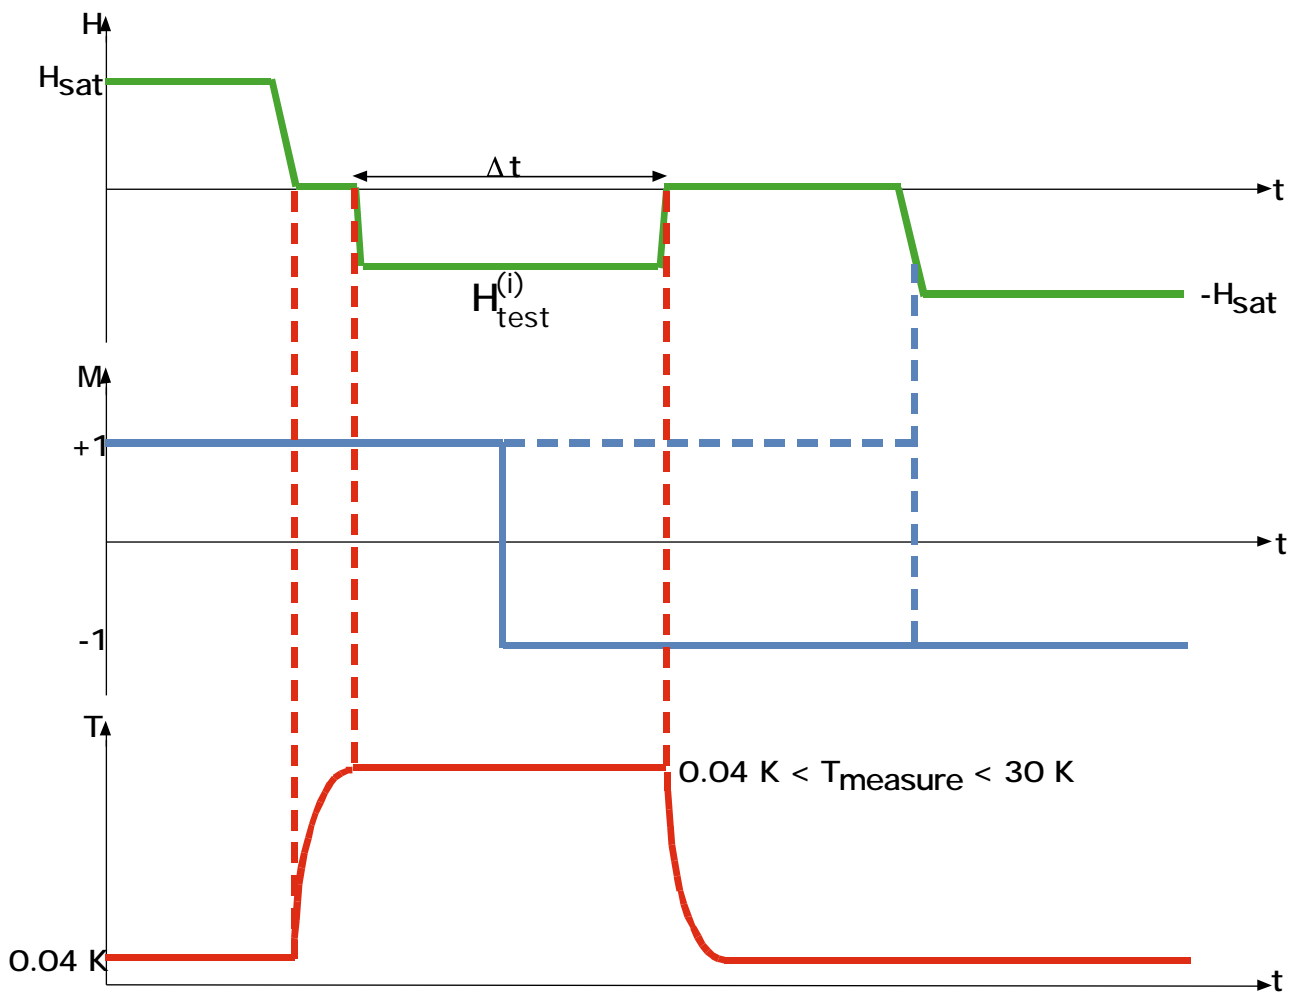 H
Hsat
Δt
t
H(i)test
-Hsat
M
+1
t
-1
T
0.04 K < Tmeasure < 30 K
0.04 K
t